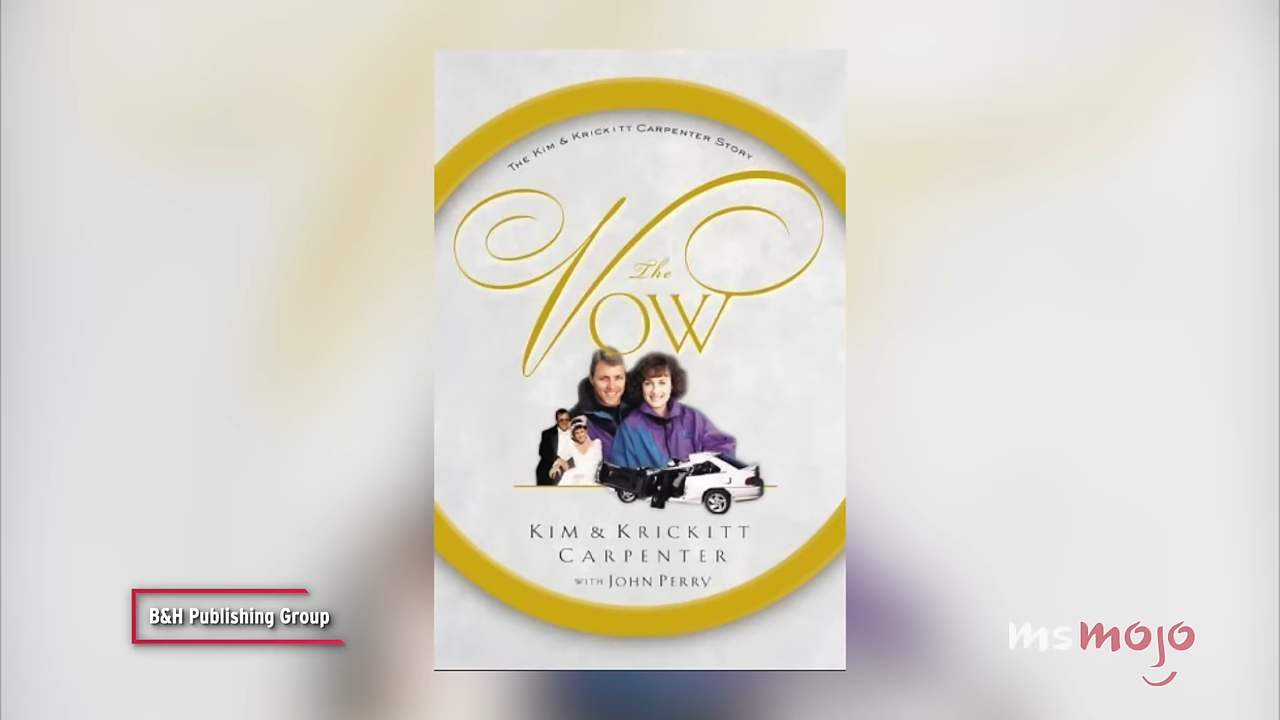 THE KIM & KRICKITT CARPENTER STORY
The
Vow
KIM & KRICKITT
CARPENTER
WITH JOHN PERRY
B&H Publishing Group
msmojo